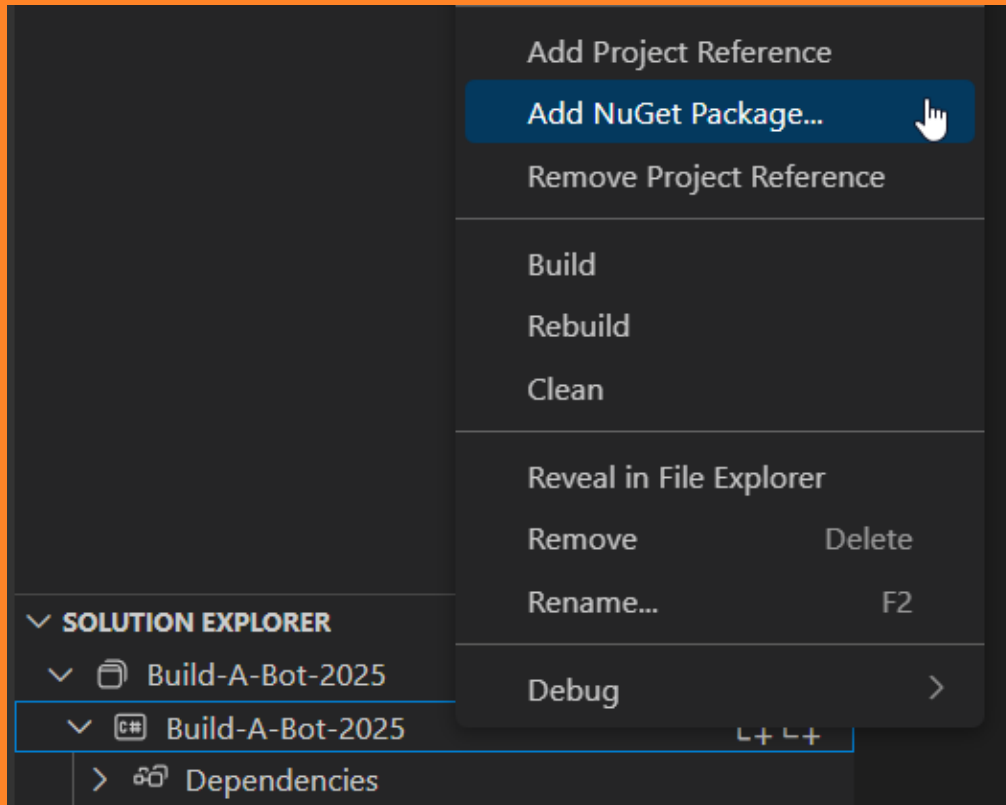 Add Project Reference
Add NuGet Package...
Remove Project Reference
Build
Rebuild
Clean
Reveal in File Explorer
Remove Delete
Rename... F2
Debug
SOLUTION EXPLORER
Build-A-Bot-2025
C# Build-A-Bot-2025
Dependencies